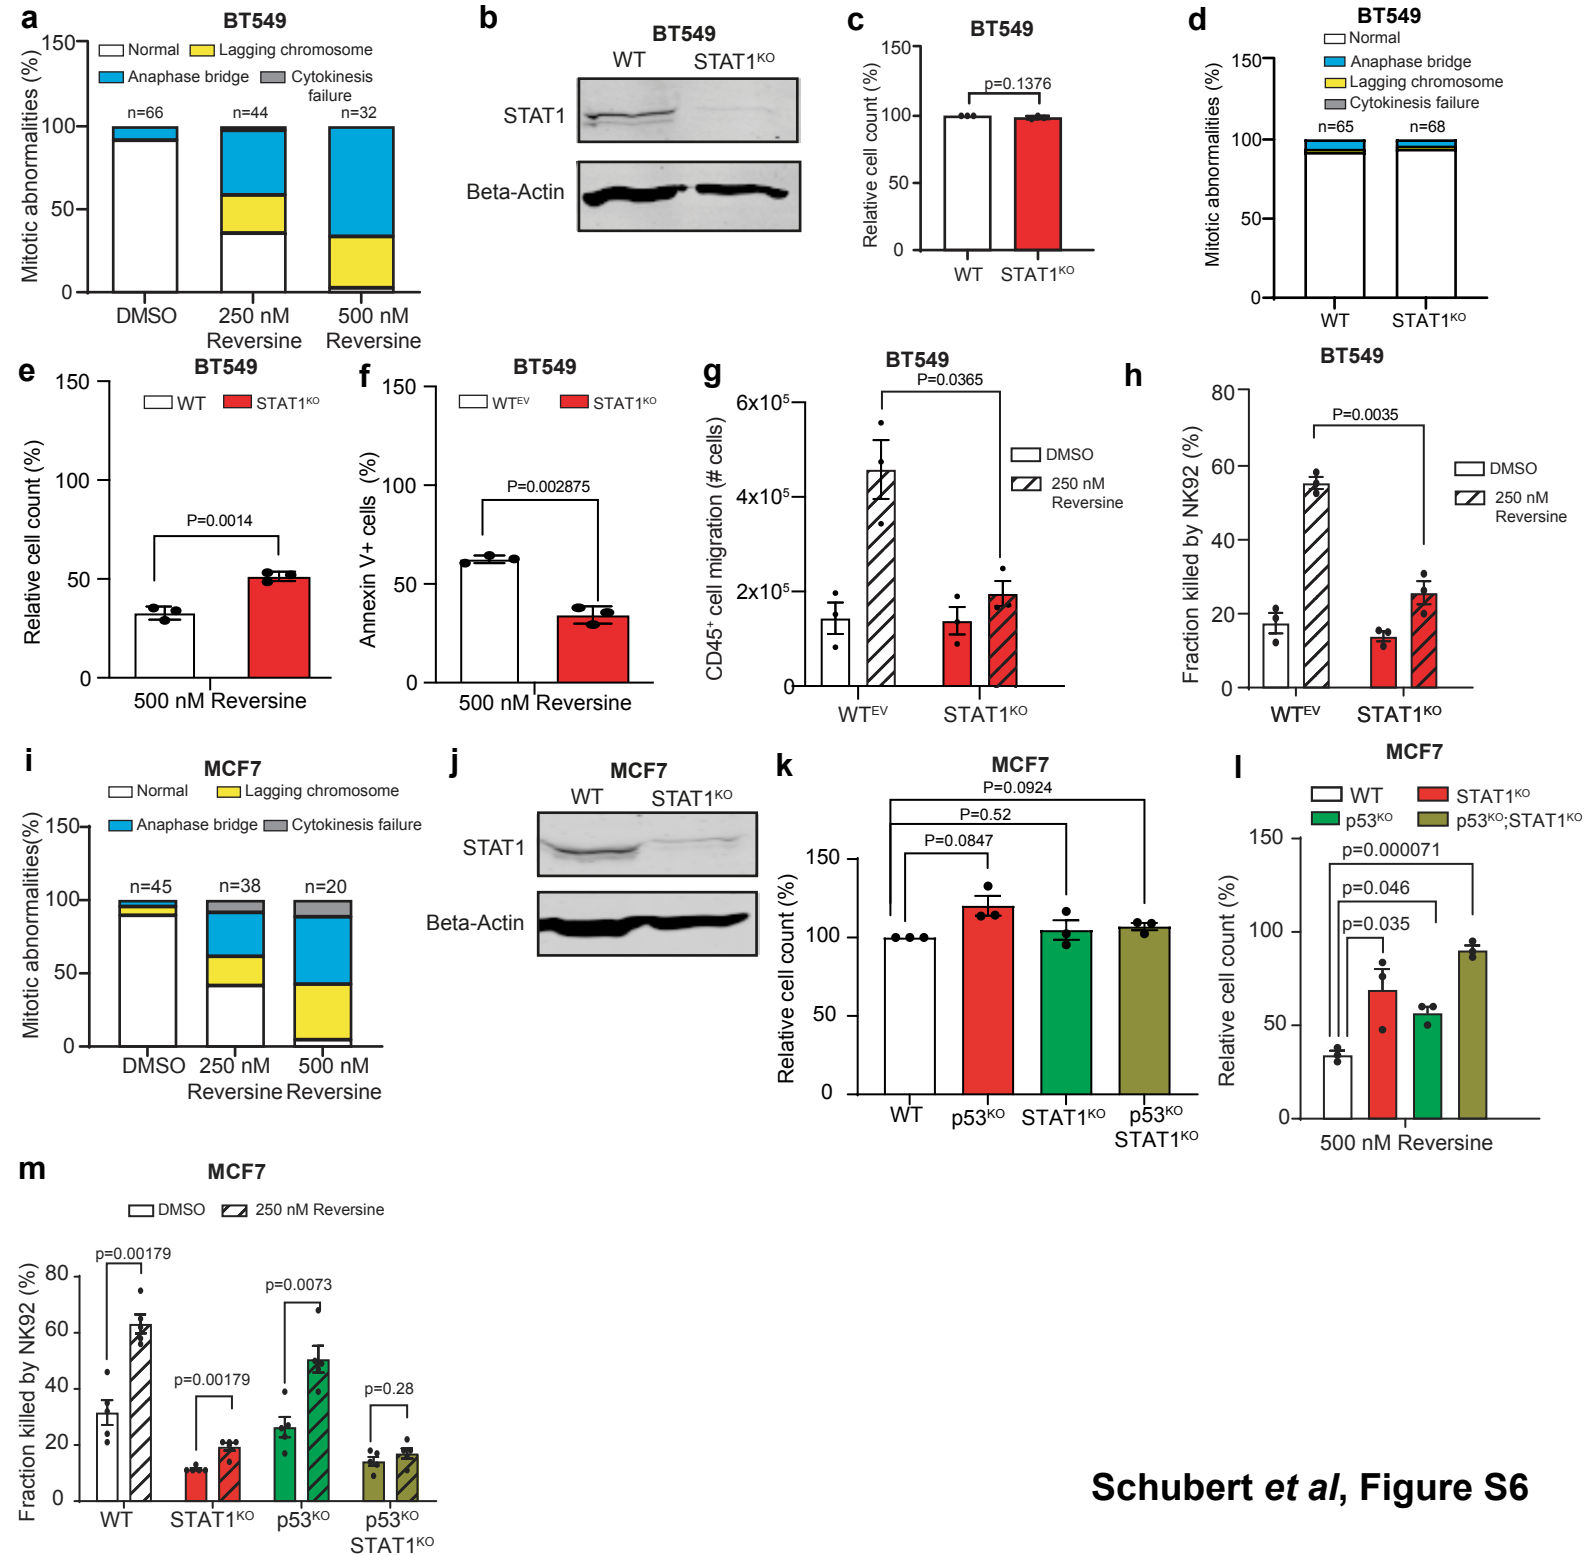 a
BT549
Normal
Lagging chromosome
Anaphase bridge
Cytokinesis
failure
Mitotic abnormalities (%)
150
100
50
0
n=66
n=44
n=32
DMSO
250 nM
Reversine
500 nM
Reversine
b
BT549
WT
STAT1KO
STAT1
Beta-Actin
c
BT549
Relative cell count (%)
150
100
50
0
p=0.1376
WT
STAT1KO
d
BT549
Normal
Anaphase bridge
Lagging chromosome
Cytokinesis failure
Mitotic abnormalities (%)
150
100
50
0
n=65
n=68
WT
STAT1KO
e
BT549
WT
STAT1KO
Relative cell count (%)
150
100
50
0
P=0.0014
500 nM Reversine
f
BT549
WTEV
STAT1KO
Annexin V+ cells (%)
150
100
50
0
P=0.002875
500 nM Reversine
g
BT549
P=0.0365
CD45+ cell migration (# cells)
6x10⁵
4x10⁵
2x10⁵
0
DMSO
250 nM
Reversine
WTEV
STAT1KO
h
BT549
P=0.0035
Fraction killed by NK92 (%)
80
60
40
20
0
DMSO
250 nM
Reversine
WTEV
STAT1KO
i
MCF7
Normal
Lagging chromosome
Anaphase bridge
Cytokinesis failure
Mitotic abnormalities(%)
150
100
50
0
n=45
n=38
n=20
DMSO
250 nM
Reversine
500 nM
Reversine
j
MCF7
WT
STAT1KO
STAT1
Beta-Actin
k
MCF7
P=0.0924
P=0.52
P=0.0847
Relative cell count (%)
150
100
50
0
WT
p53KO
STAT1KO
p53KO
STAT1KO
l
MCF7
WT
STAT1KO
p53KO
p53KO;STAT1KO
Relative cell count (%)
150
100
50
0
p=0.000071
p=0.046
p=0.035
500 nM Reversine
m
MCF7
DMSO
250 nM Reversine
Fraction killed by NK92 (%)
80
60
40
20
0
p=0.00179
p=0.00179
p=0.0073
p=0.28
WT
STAT1KO
p53KO
p53KO
STAT1KO
Schubert et al, Figure S6